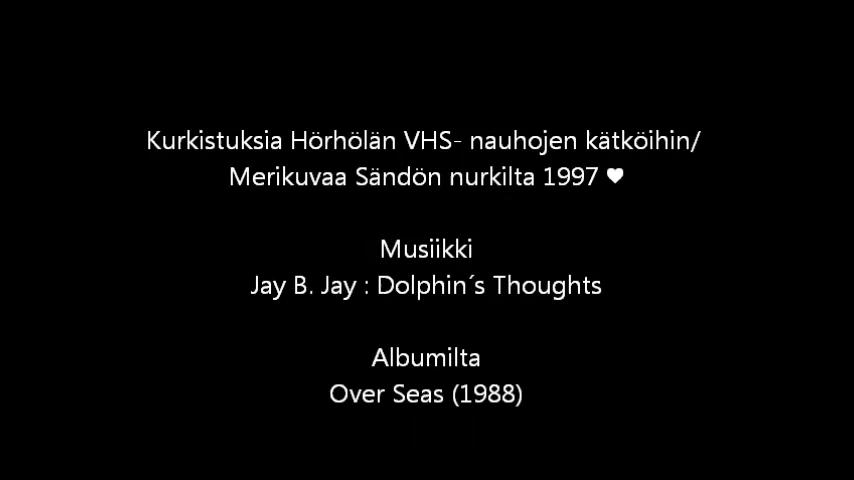 Kurkistuksia Hörhölän VHS- nauhojen kätköihin/
Merikuvaa Sändön nurkilta 1997 ♥
Musiikki
Jay B. Jay : Dolphin´s Thoughts
Albumilta
Over Seas (1988)